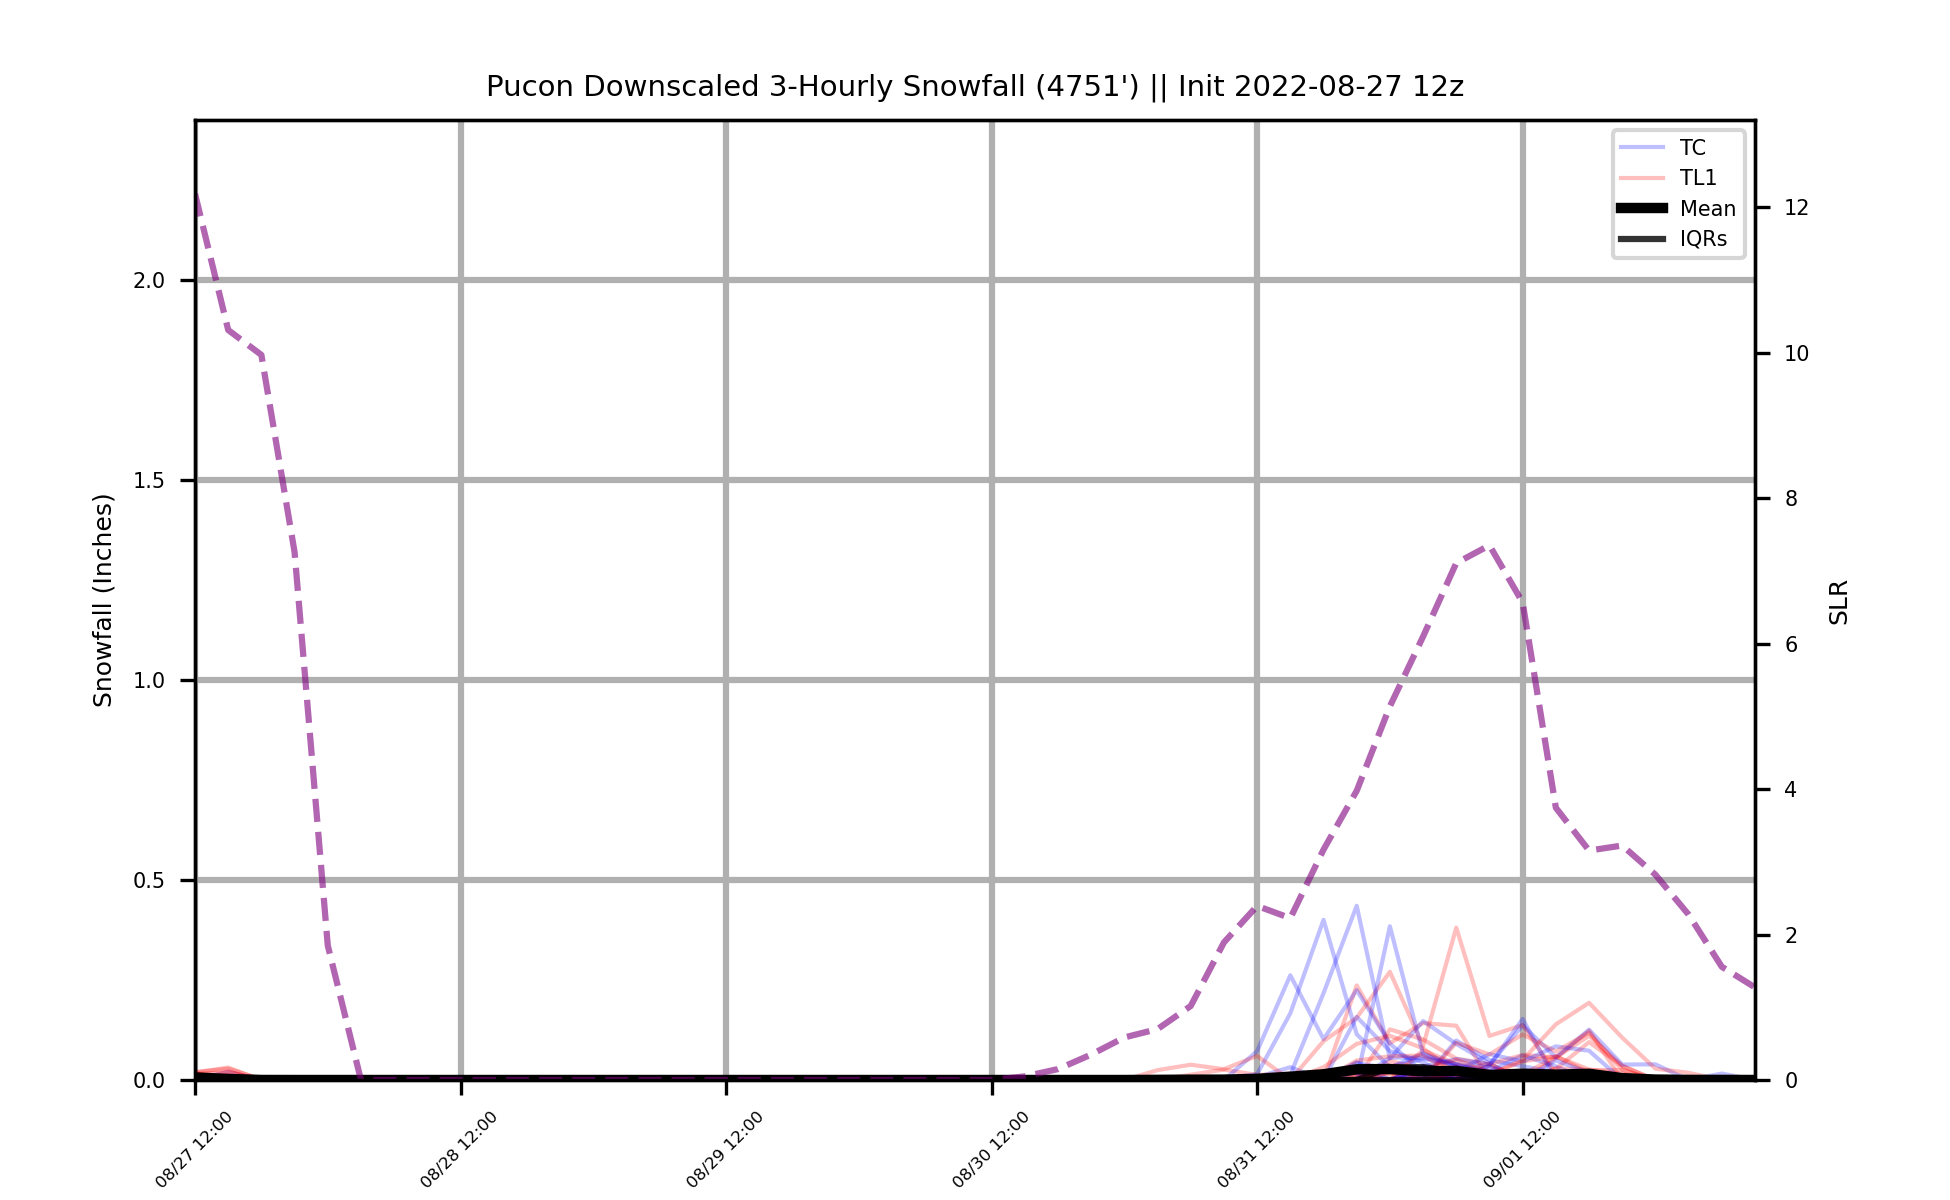 Pucon Downscaled 3-Hourly Snowfall (4751') || Init 2022-08-27 12z
TC
TL1
Mean
IQRs
Snowfall (Inches)
2.0
1.5
1.0
0.5
0.0
12
10
8
6
4
2
0
SLR
08/27 12:00
08/28 12:00
08/29 12:00
08/30 12:00
08/31 12:00
09/01 12:00